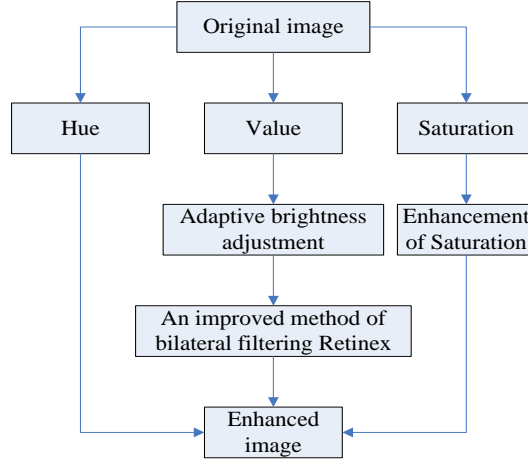 Original image
Hue
Value
Saturation
Adaptive brightness
adjustment
Enhancement
of Saturation
An improved method of
bilateral filtering Retinex
Enhanced
image